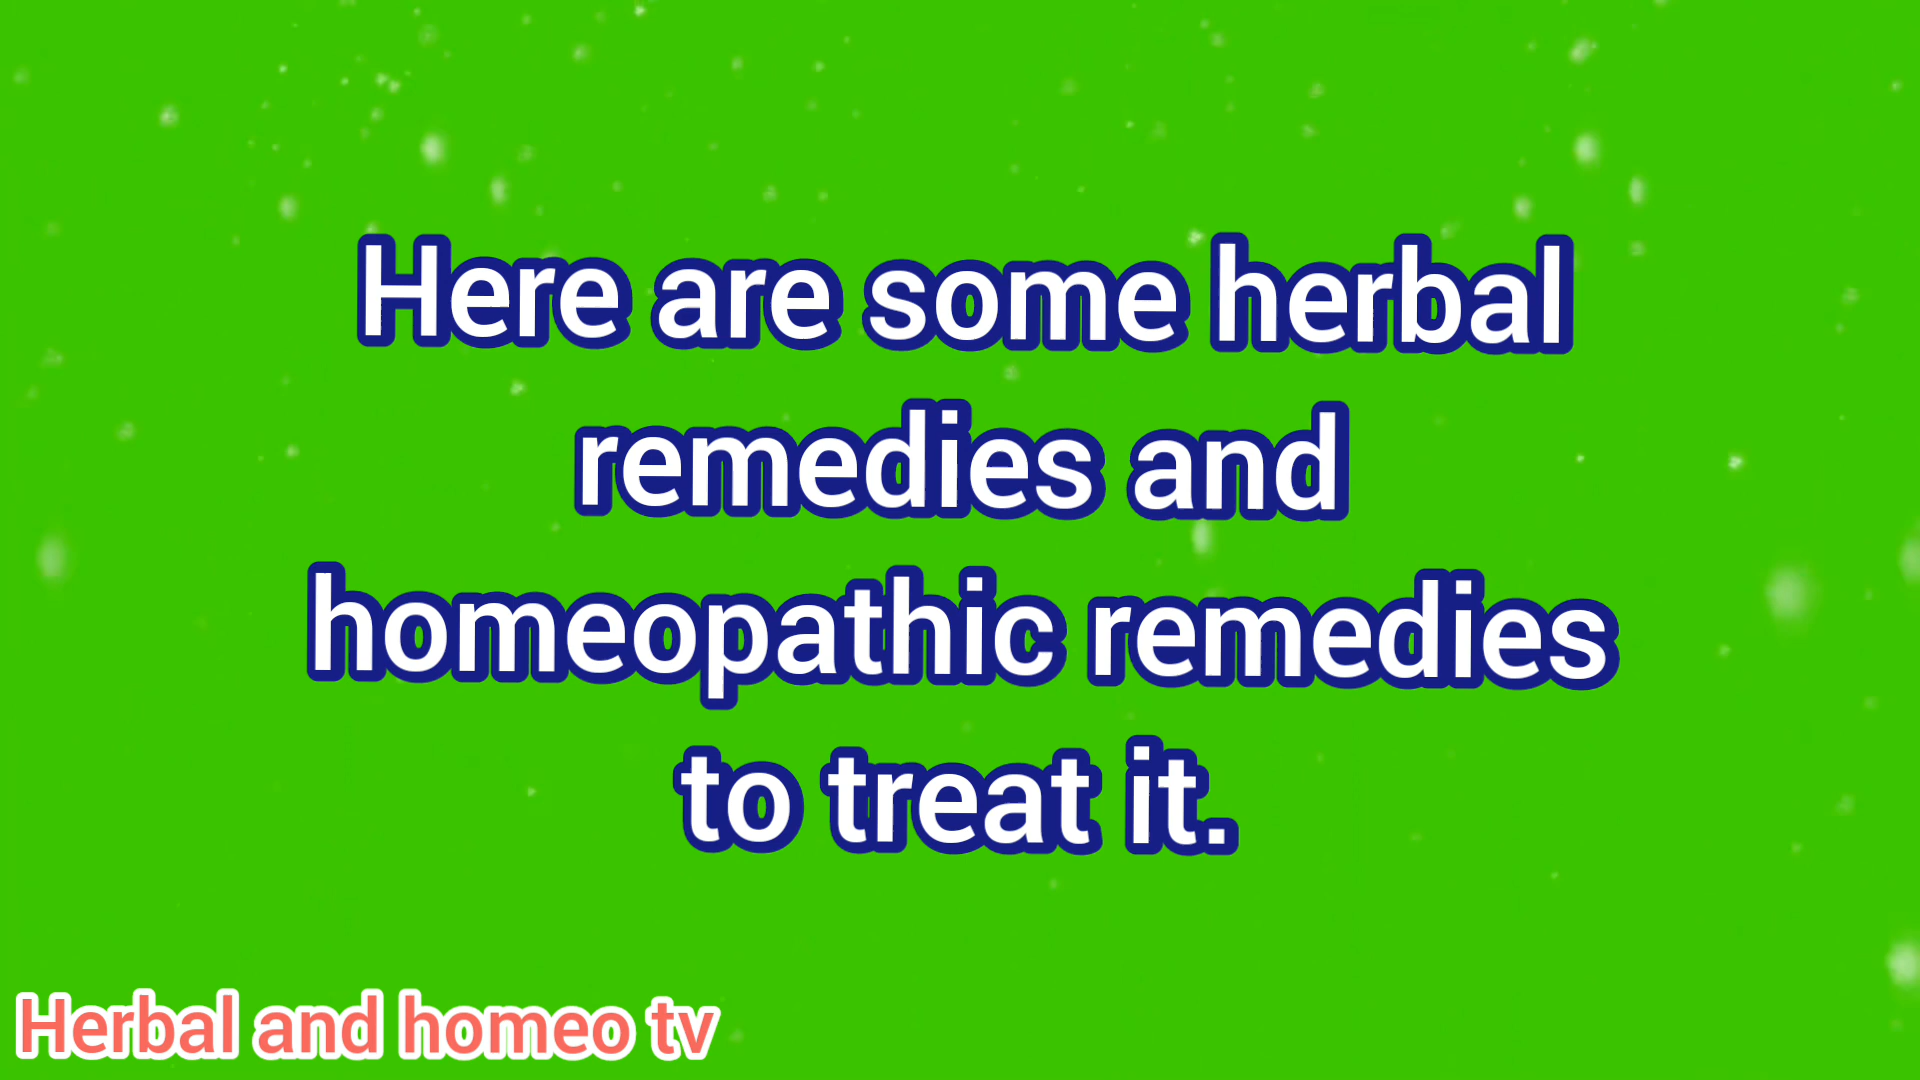 Here are some herbal
remedies and
homeopathic remedies
to treat it.
Herbal and homeo tv